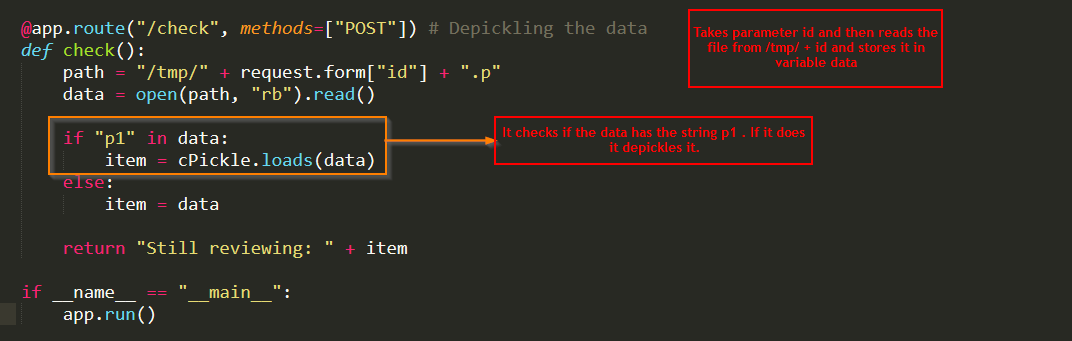 @app.route("/check", methods=["POST"]) # Depickling the data
def check():
    path = "/tmp/" + request.form["id"] + ".p"
    data = open(path, "rb").read()
Takes parameter id and then reads the
file from /tmp/ + id and stores it in
variable data
    if "p1" in data:
        item = cPickle.loads(data)
    else:
        item = data
It checks if the data has the string p1 . If it does
it depickles it.
    return "Still reviewing: " + item
if __name__ == "__main__":
    app.run()